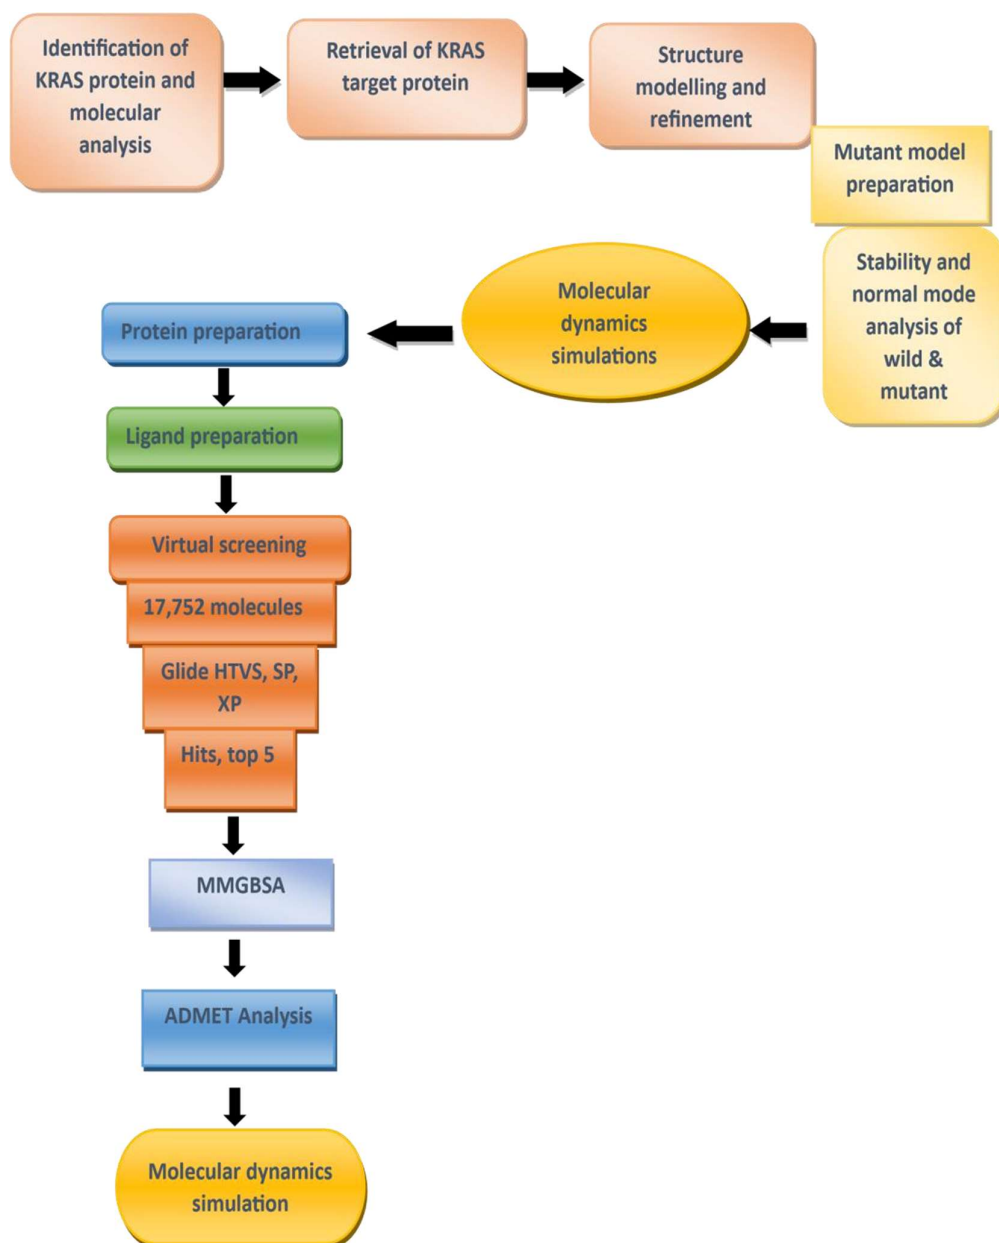 Identification of
KRAS protein and
molecular
analysis
Retrieval of KRAS
target protein
Structure
modelling and
refinement
Mutant model
preparation
Stability and
normal mode
analysis of
wild &
mutant
Molecular
dynamics
simulations
Protein preparation
Ligand preparation
Virtual screening
17,752 molecules
Glide HTVS, SP,
XP
Hits, top 5
MMGBSA
ADMET Analysis
Molecular dynamics
simulation